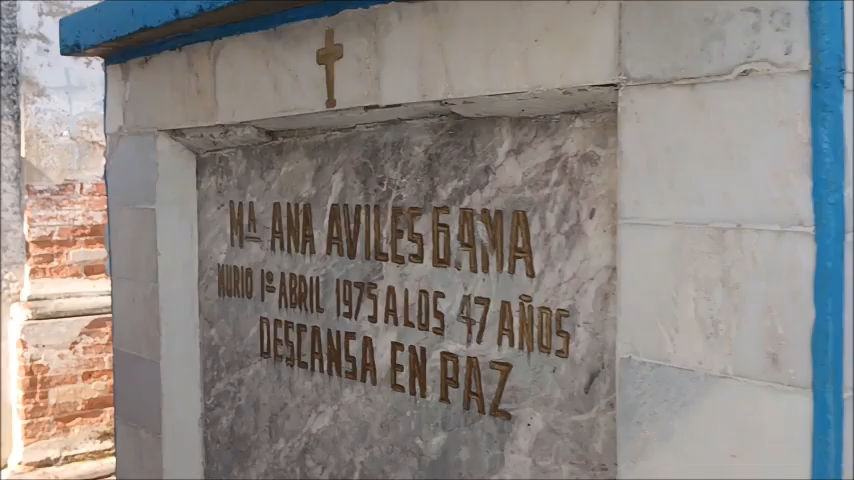 Mª. ANA AVILES GAMA
MURIO 1º ABRIL 1975 A LOS 47 AÑOS
DESCANSA EN PAZ